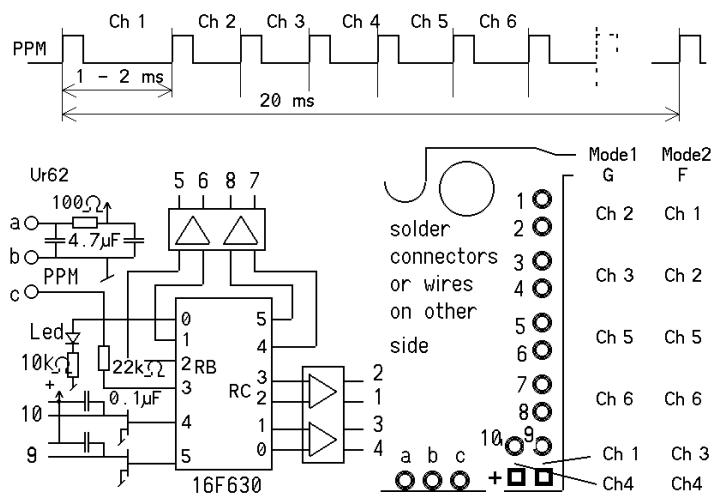 Ch 1 Ch 2 Ch 3 Ch 4 Ch 5 Ch 6
PPM
1 - 2 ms
20 ms
Ur62
100Ω
a
4.7µF
b
PPM
c
Led
10kΩ
22kΩ
+
0.1µF
10
9
5 6 8 7
0
1
2 RB
3
4
5
5
4
3
RC 2
1
0
16F630
2
1
3
4
solder
connectors
or wires
on other
side
a b c
1
2
3
4
5
6
7
8
10 9
+
Mode1 Mode2
G F
Ch 2 Ch 1
Ch 3 Ch 2
Ch 5 Ch 5
Ch 6 Ch 6
Ch 1 Ch 3
Ch4 Ch4